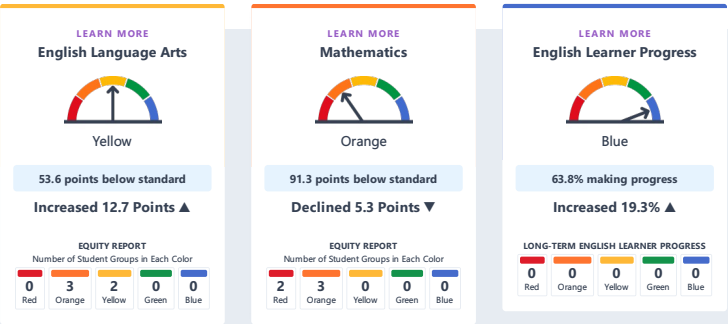 LEARN MORE
English Language Arts
Yellow
53.6 points below standard
Increased 12.7 Points ▲
EQUITY REPORT
Number of Student Groups in Each Color
0 3 2 0 0
Red Orange Yellow Green Blue
LEARN MORE
Mathematics
Orange
91.3 points below standard
Declined 5.3 Points ▼
EQUITY REPORT
Number of Student Groups in Each Color
2 3 0 0 0
Red Orange Yellow Green Blue
LEARN MORE
English Learner Progress
Blue
63.8% making progress
Increased 19.3% ▲
LONG-TERM ENGLISH LEARNER PROGRESS
0 0 0 0 0
Red Orange Yellow Green Blue